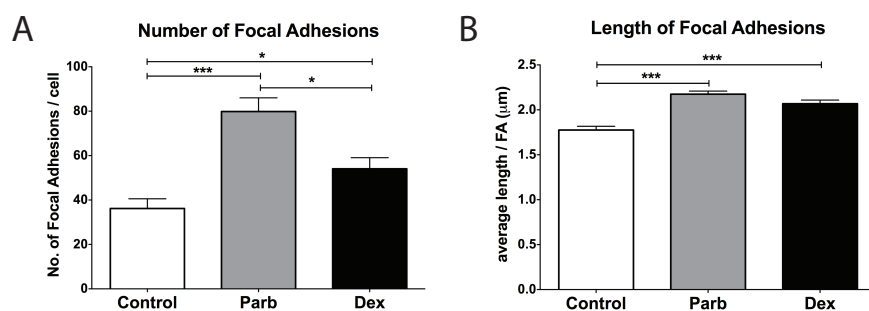 A
Number of Focal Adhesions
No. of Focal Adhesions / cell
100
80
60
40
20
0
*
***
*
Control Parb Dex
B
Length of Focal Adhesions
average length / FA (μm)
2.5
2.0
1.5
1.0
0.5
0.0
***
***
Control Parb Dex